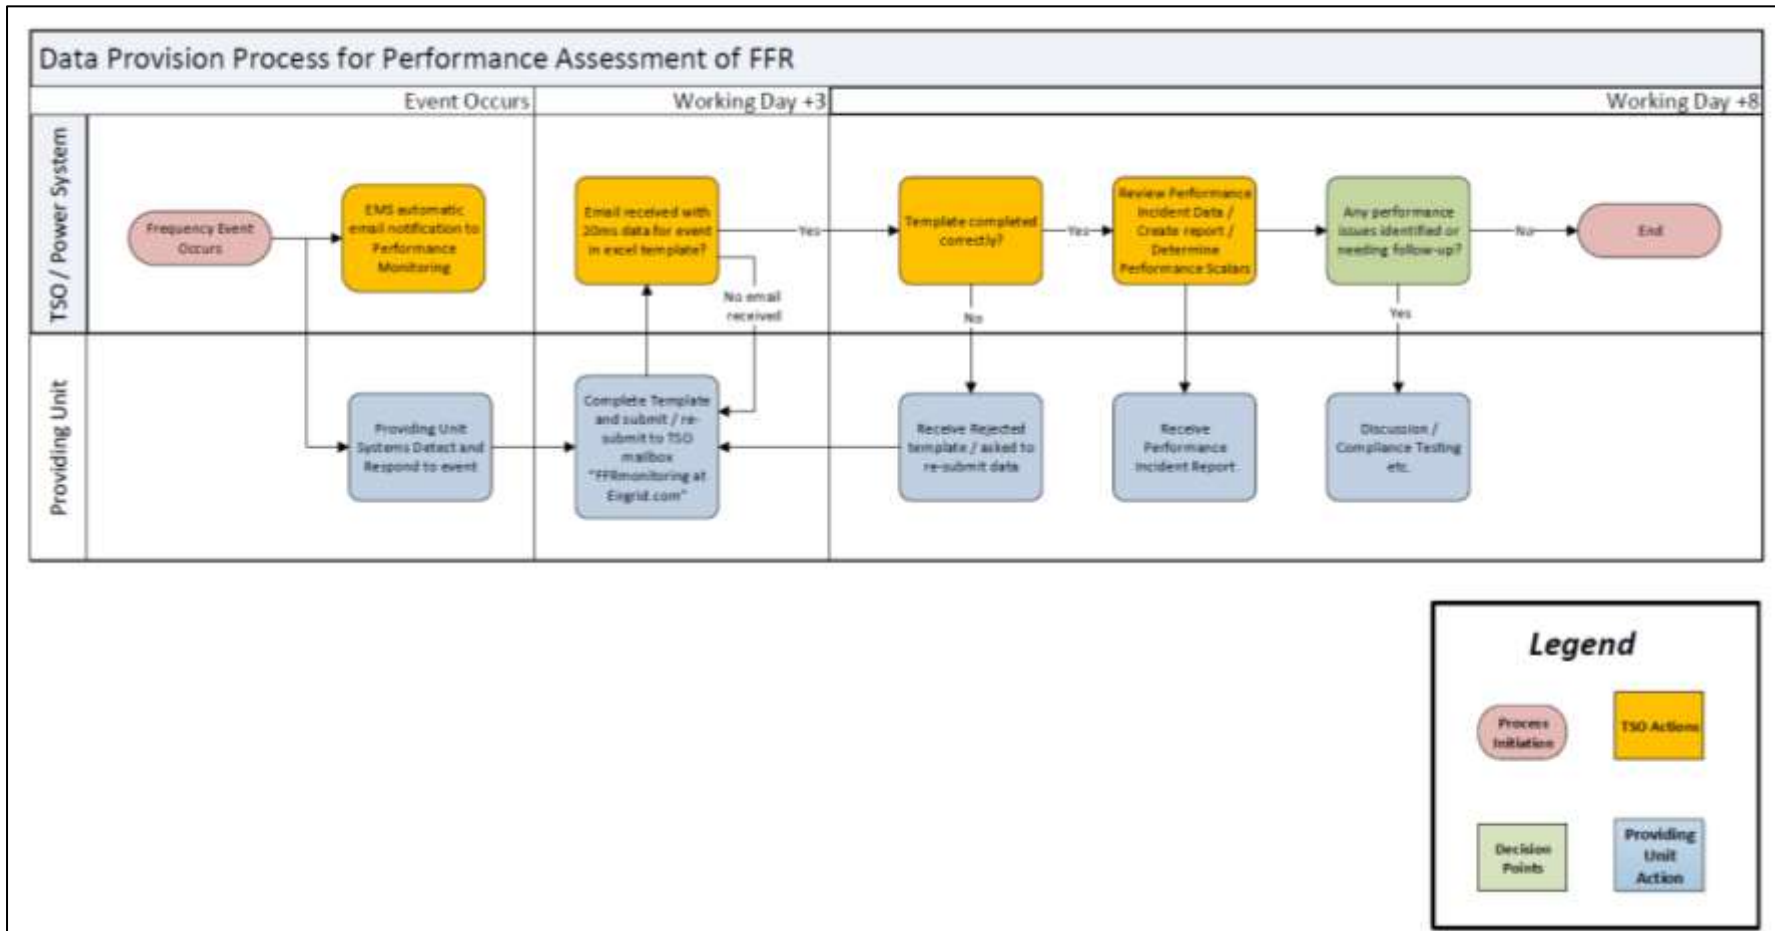 Data Provision Process for Performance Assessment of FFR
Event Occurs
Working Day +3
Working Day +8
TSO / Power System
Frequency Event
Occurs
EMS automatic
email notification to
Performance
Monitoring
Email received with
20ms data for event
in excel template?
Yes
No email
received
Template completed
correctly?
Yes
No
Review Performance
Incident Data /
Create report /
Determine
Performance Scalars
Any performance
issues identified or
needing follow-up?
No
Yes
End
Providing Unit
Providing Unit
Systems Detect and
Respond to event
Complete Template
and submit / re-
submit to TSO
mailbox
"FFRmonitoring at
Eirgrid.com"
Receive Rejected
template / asked to
re-submit data
Receive
Performance
Incident Report
Discussion /
Compliance Testing
etc.
Legend
Process
Initiation
TSO Actions
Decision
Points
Providing
Unit
Action